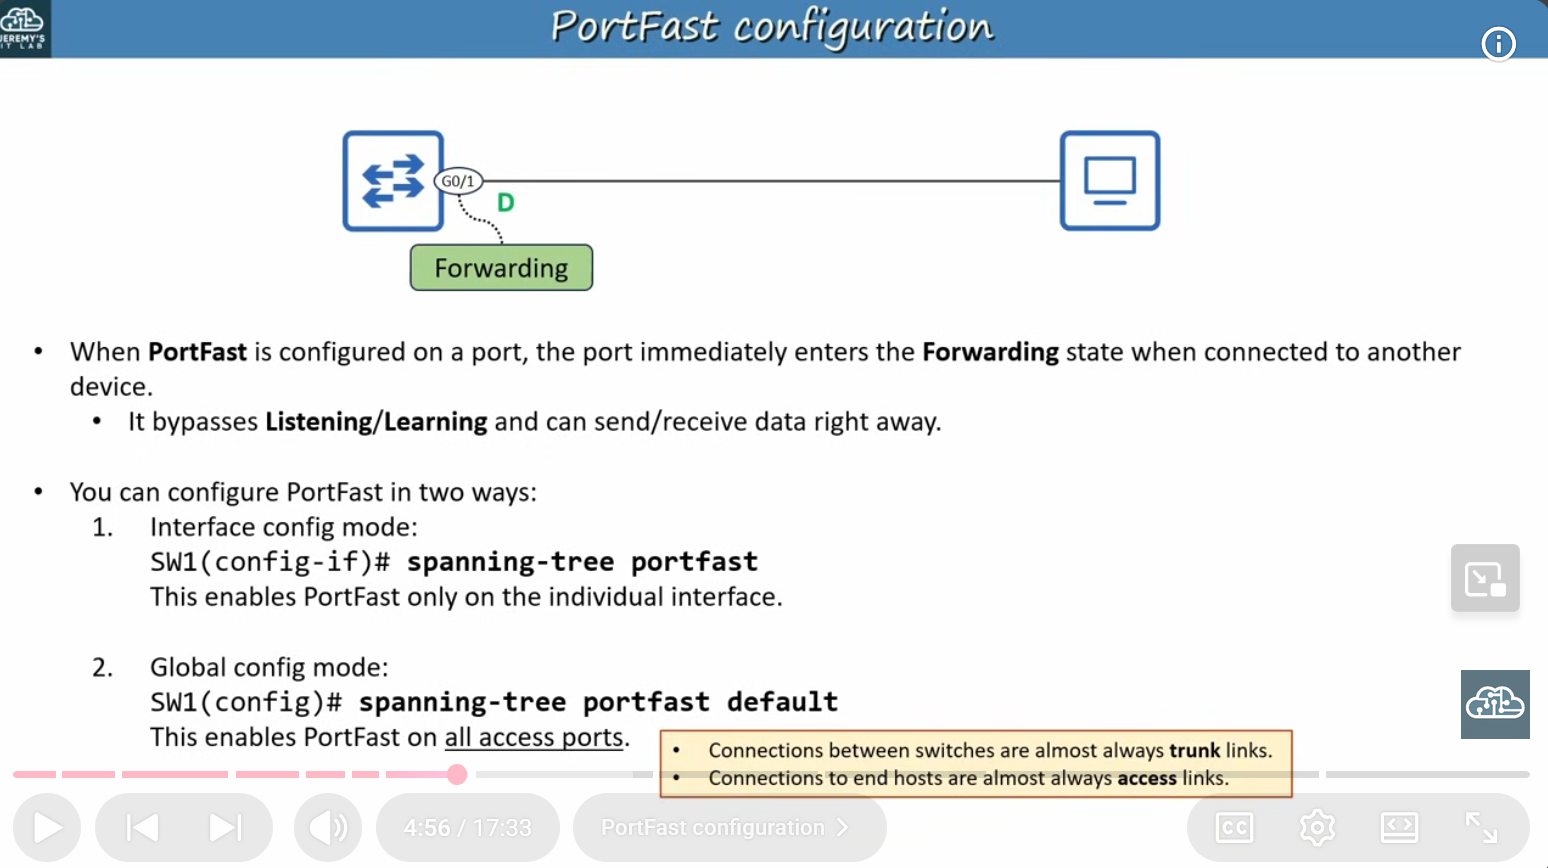 JEREMY'S
IT LAB
PortFast configuration
G0/1
D
Forwarding
• When PortFast is configured on a port, the port immediately enters the Forwarding state when connected to another
device.
• It bypasses Listening/Learning and can send/receive data right away.
• You can configure PortFast in two ways:
1. Interface config mode:
SW1(config-if)# spanning-tree portfast
This enables PortFast only on the individual interface.
2. Global config mode:
SW1(config)# spanning-tree portfast default
This enables PortFast on all access ports.
• Connections between switches are almost always trunk links.
• Connections to end hosts are almost always access links.
4:56 / 17:33
PortFast configuration
CC